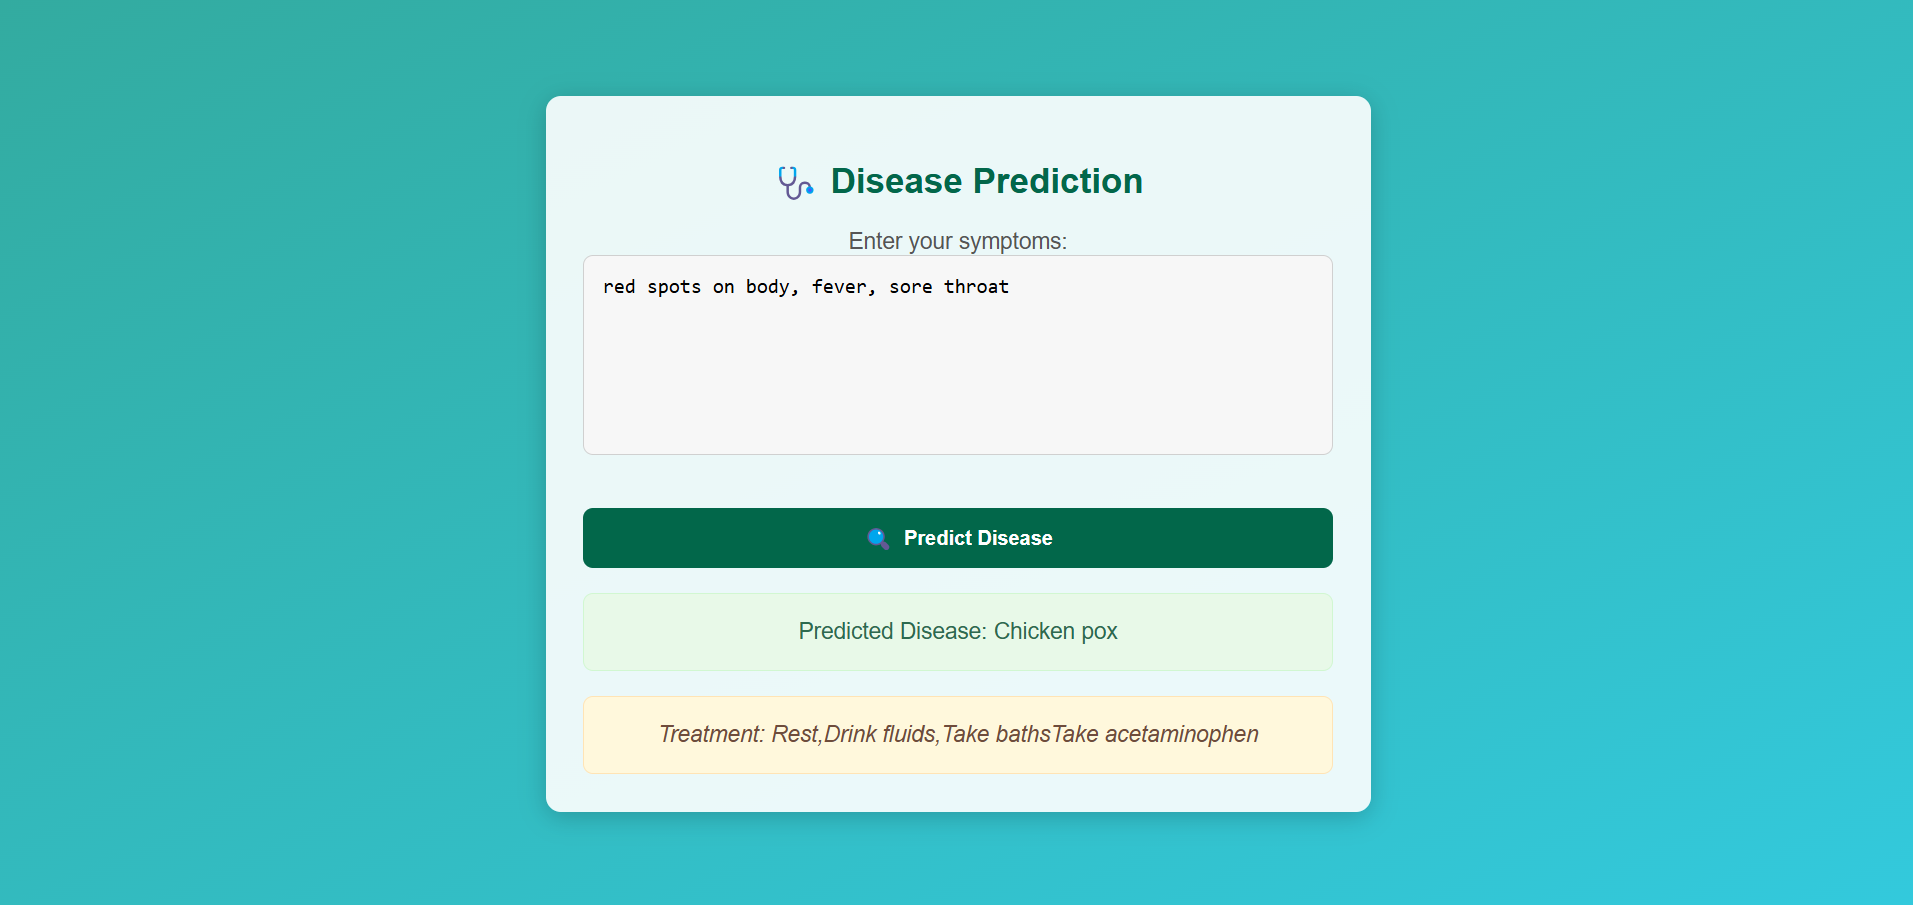 Disease Prediction
Enter your symptoms:
red spots on body, fever, sore throat
Predict Disease
Predicted Disease: Chicken pox
Treatment: Rest,Drink fluids,Take bathsTake acetaminophen